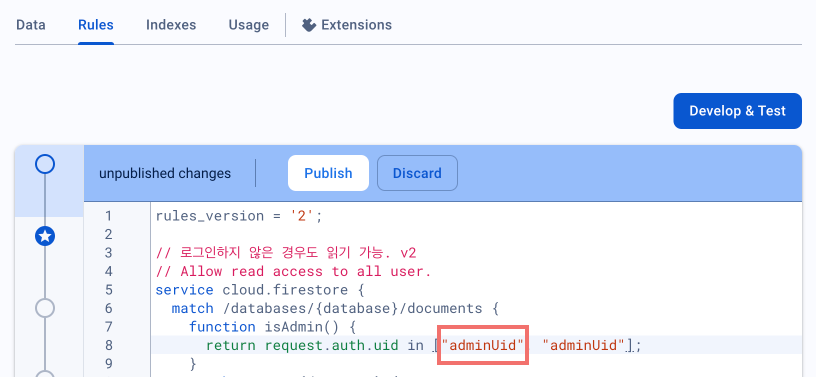 Data Rules Indexes Usage Extensions
Develop & Test
unpublished changes Publish Discard
1 rules_version = '2';
2
3 // 로그인하지 않은 경우도 읽기 가능. v2
4 // Allow read access to all user.
5 service cloud.firestore {
6 match /databases/{database}/documents {
7 function isAdmin() {
8 return request.auth.uid in ["adminUid" "adminUid"];
9 }